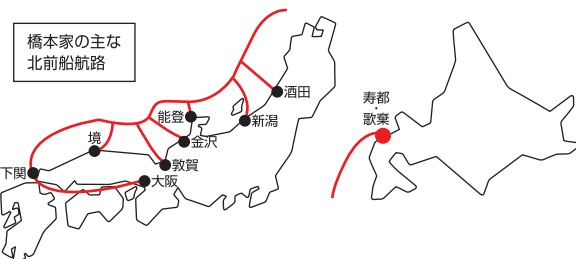 橋本家の主な
北前船航路
酒田
新潟
能登
金沢
敦賀
境
下関
大阪
寿都
・
歌棄